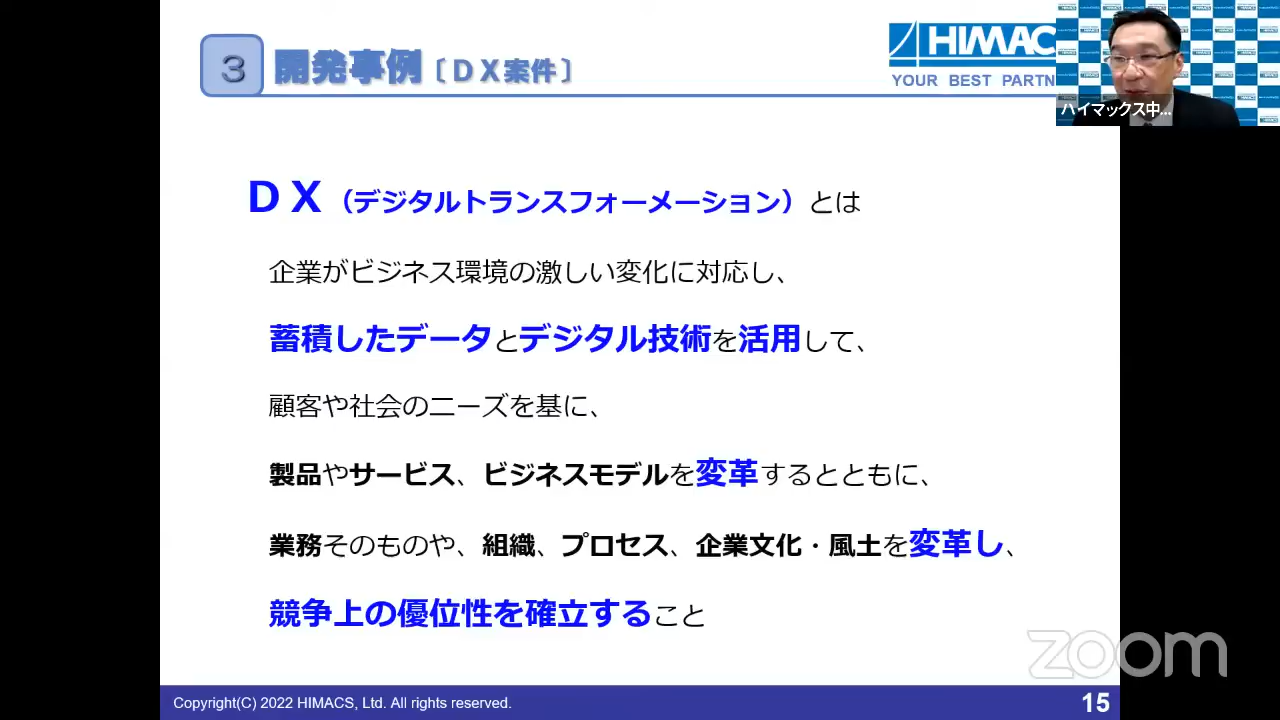 3 開発事例〔DX案件〕
HIMAC
YOUR BEST PARTN
ハイマックス中...
DX（デジタルトランスフォーメーション）とは
企業がビジネス環境の激しい変化に対応し、
蓄積したデータとデジタル技術を活用して、
顧客や社会のニーズを基に、
製品やサービス、ビジネスモデルを変革するとともに、
業務そのものや、組織、プロセス、企業文化・風土を変革し、
競争上の優位性を確立すること
zoom
Copyright(C) 2022 HIMACS, Ltd. All rights reserved.
15